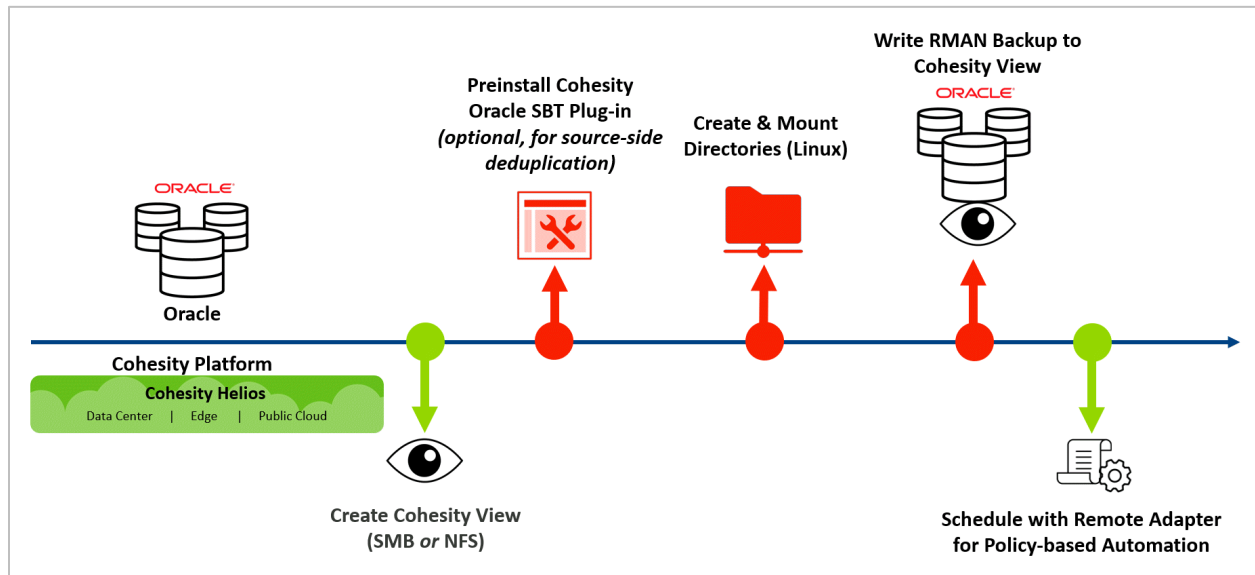 Write RMAN Backup to
Cohesity View
ORACLE®
Preinstall Cohesity
Oracle SBT Plug-in
(optional, for source-side
deduplication)
Create & Mount
Directories (Linux)
ORACLE®
Oracle
Cohesity Platform
Cohesity Helios
Data Center | Edge | Public Cloud
Create Cohesity View
(SMB or NFS)
Schedule with Remote Adapter
for Policy-based Automation